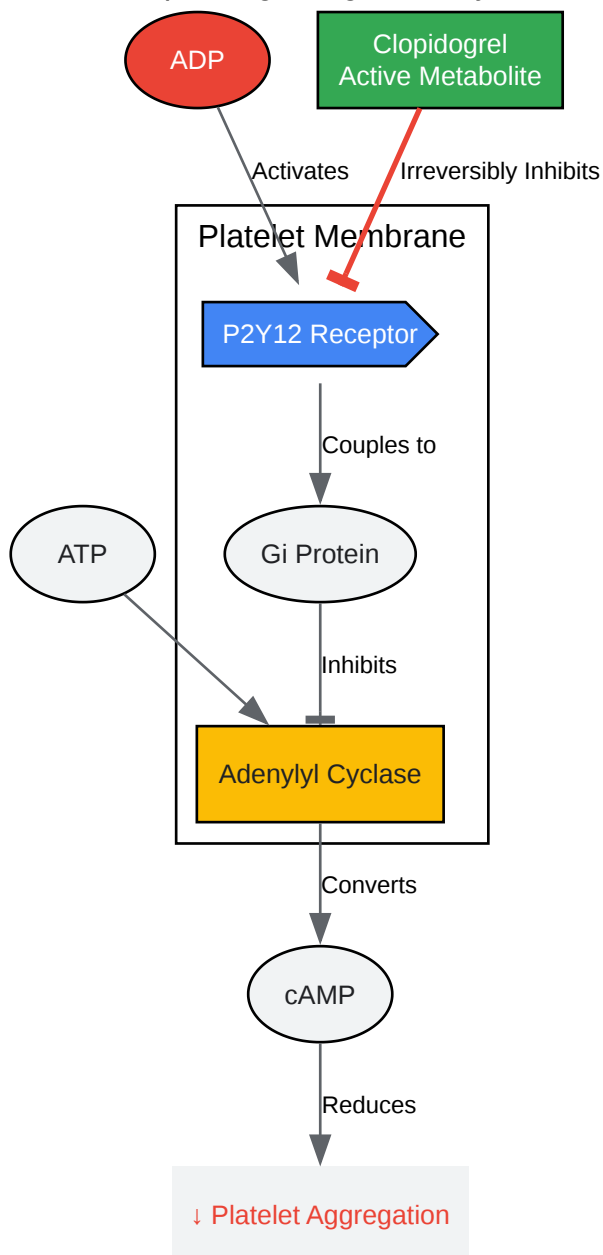 ADP
Clopidogrel
Active Metabolite
Activates
Irreversibly Inhibits
Platelet Membrane
P2Y12 Receptor
Couples to
ATP
Gi Protein
Inhibits
Adenylyl Cyclase
Converts
cAMP
Reduces
↓ Platelet Aggregation